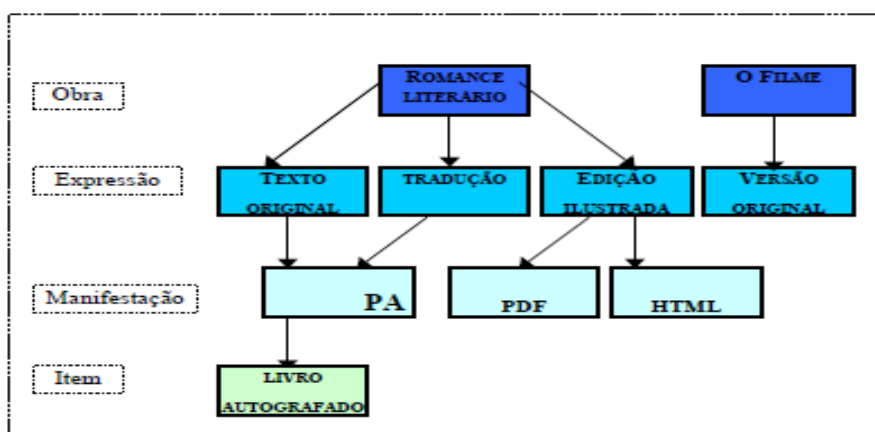 Obra
ROMANCE
LITERÁRIO
O FILME
Expressão
TEXTO
ORIGINAL
TRADUÇÃO
EDIÇÃO
ILUSTRADA
VERSÃO
ORIGINAL
Manifestação
PA
PDF
HTML
Item
LIVRO
AUTOGRAFADO